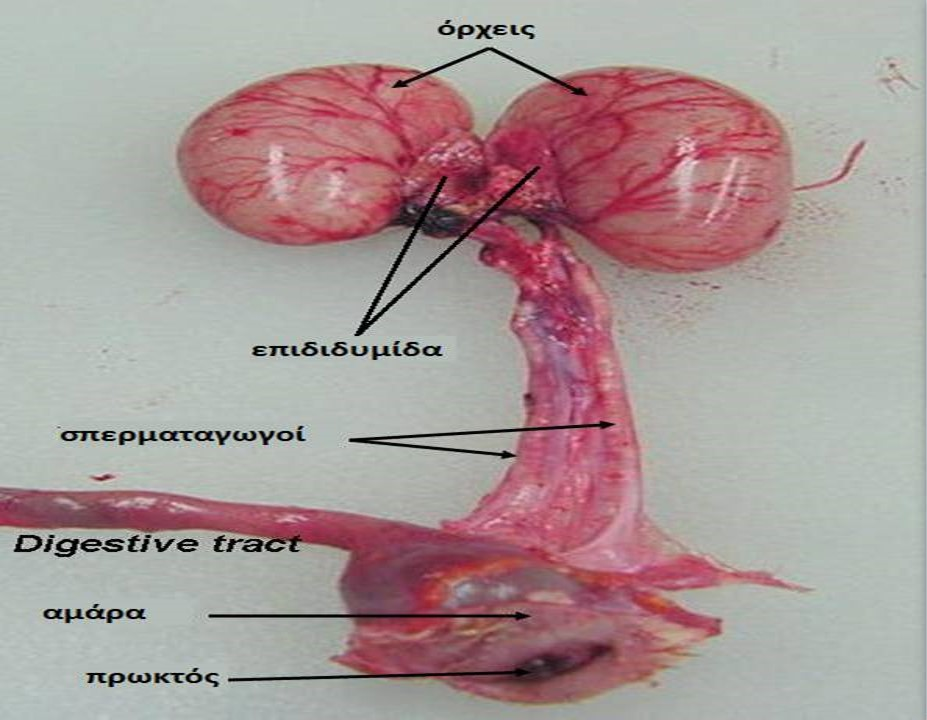 όρχεις
επιδιδυμίδα
σπερματαγωγοί
Digestive tract
αμάρα
πρωκτός